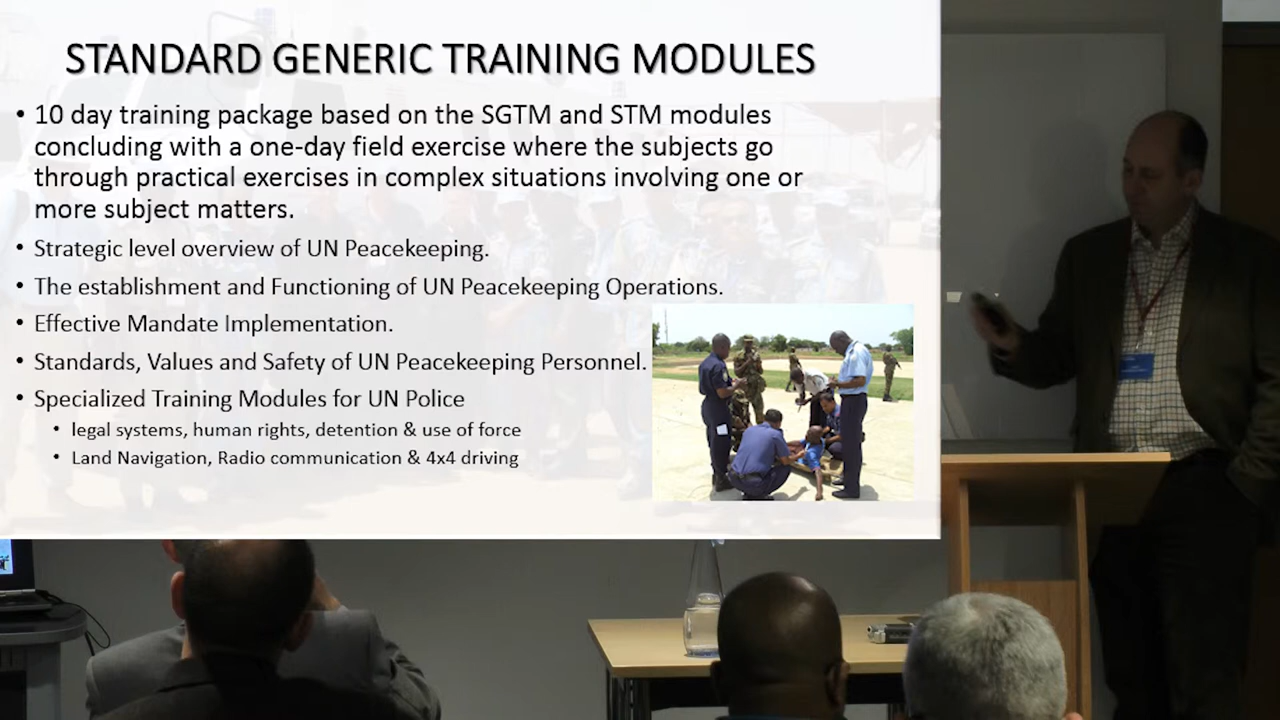 STANDARD GENERIC TRAINING MODULES
• 10 day training package based on the SGTM and STM modules
concluding with a one-day field exercise where the subjects go
through practical exercises in complex situations involving one or
more subject matters.
• Strategic level overview of UN Peacekeeping.
• The establishment and Functioning of UN Peacekeeping Operations.
• Effective Mandate Implementation.
• Standards, Values and Safety of UN Peacekeeping Personnel.
• Specialized Training Modules for UN Police
• legal systems, human rights, detention & use of force
• Land Navigation, Radio communication & 4x4 driving